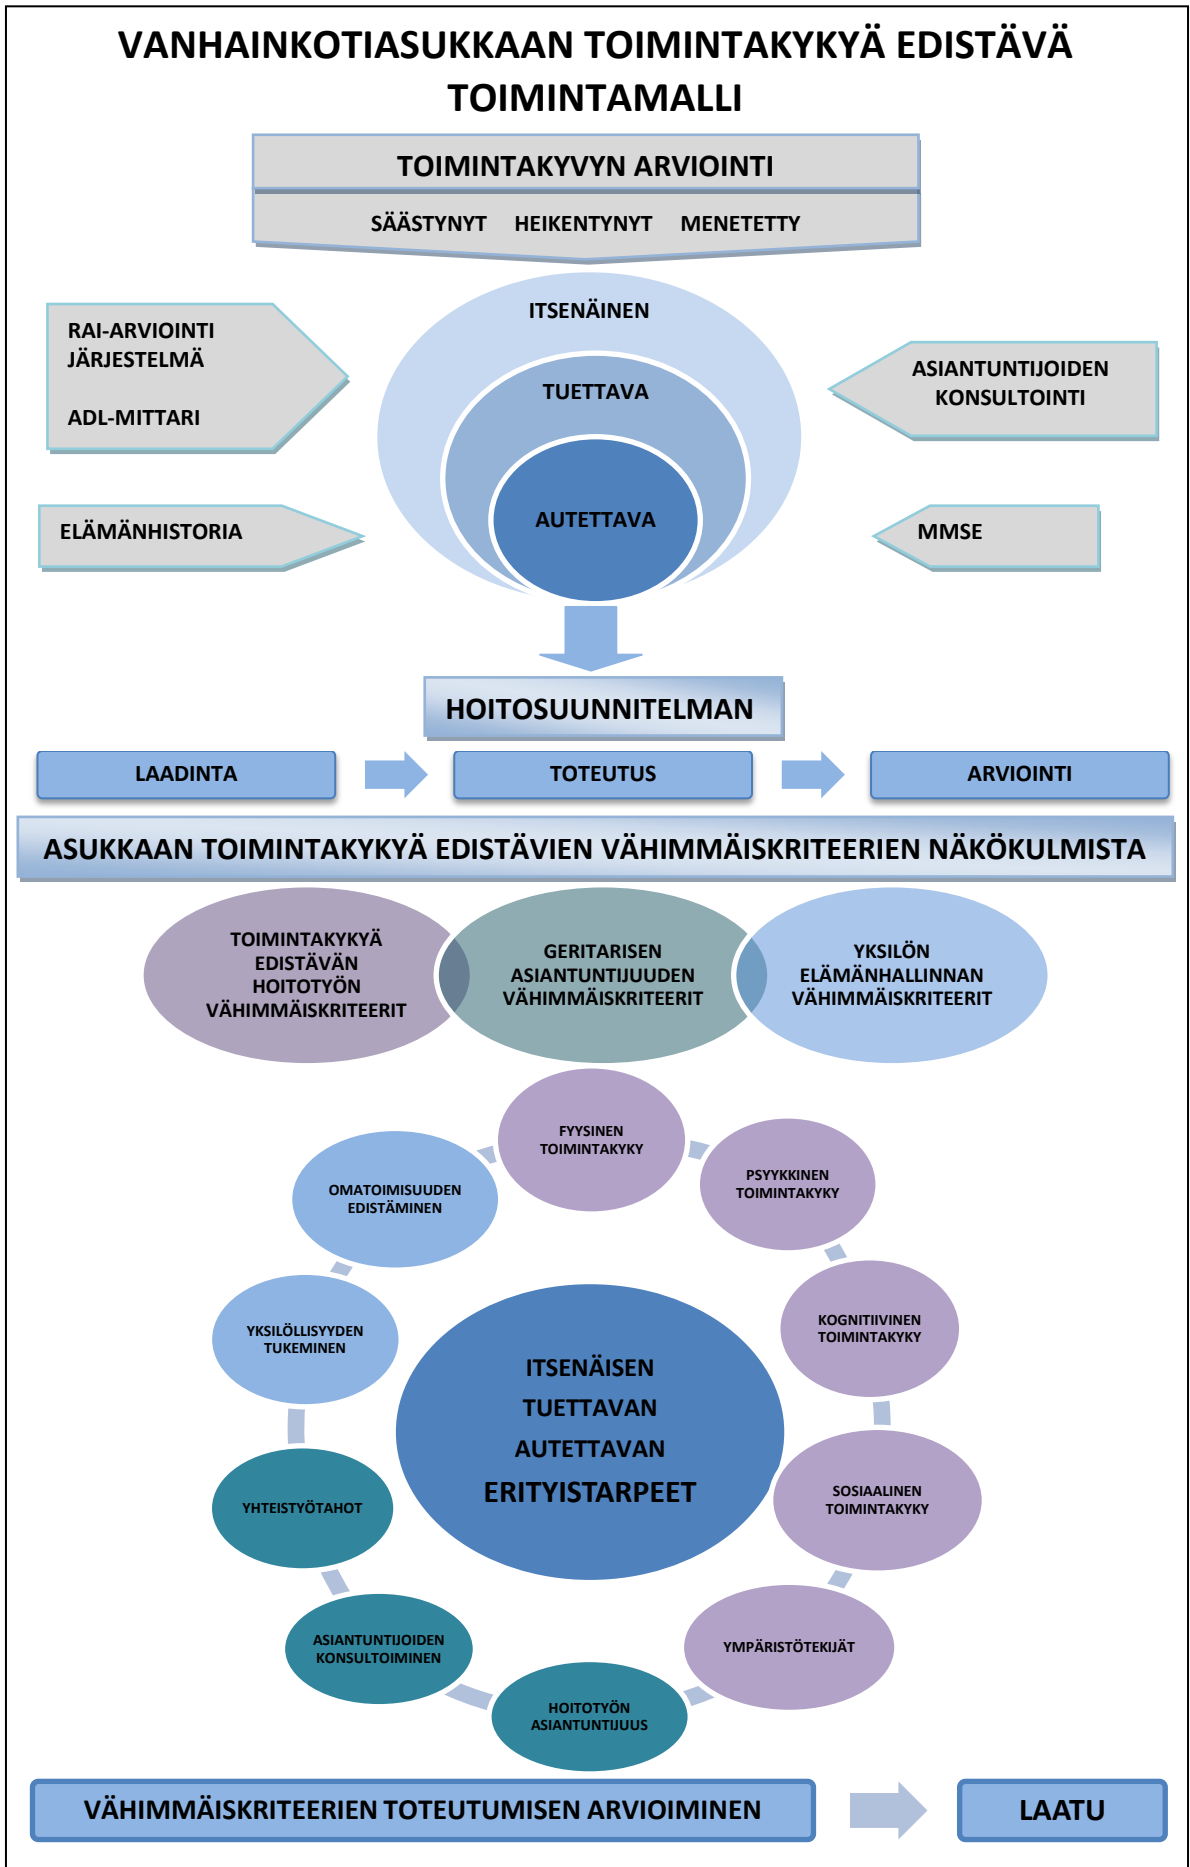 VANHAINKOTIASUKKAAN TOIMINTAKYKYÄ EDISTÄVÄ
TOIMINTAMALLI
TOIMINTAKYVYN ARVIOINTI
SÄÄSTYNYT HEIKENTYNYT MENETETTY
ITSENÄINEN
RAI-ARVIOINTI
JÄRJESTELMÄ
ADL-MITTARI
TUETTAVA
ASIANTUNTIJOIDEN
KONSULTOINTI
ELÄMÄNHISTORIA
AUTETTAVA
MMSE
HOITOSUUNNITELMAN
LAADINTA
TOTEUTUS
ARVIOINTI
ASUKKAAN TOIMINTAKYKYÄ EDISTÄVIEN VÄHIMMÄISKRITEERIEN NÄKÖKULMISTA
TOIMINTAKYKYÄ
EDISTÄVÄN
HOITOTYÖN
VÄHIMMÄISKRITEERIT
GERITARISEN
ASIANTUNTIJUUDEN
VÄHIMMÄISKRITEERIT
YKSILÖN
ELÄMÄNHALLINNAN
VÄHIMMÄISKRITEERIT
FYYSINEN
TOIMINTAKYKY
PSYYKKINEN
TOIMINTAKYKY
OMATOIMISUUDEN
EDISTÄMINEN
KOGNITIIVINEN
TOIMINTAKYKY
YKSILÖLLISYYDEN
TUKEMINEN
ITSENÄISEN
TUETTAVAN
AUTETTAVAN
ERITYISTARPEET
SOSIAALINEN
TOIMINTAKYKY
YHTEISTYÖTAHOT
ASIANTUNTIJOIDEN
KONSULTOIMINEN
YMPÄRISTÖTEKIJÄT
HOITOTYÖN
ASIANTUNTIJUUS
VÄHIMMÄISKRITEERIEN TOTEUTUMISEN ARVIOIMINEN
LAATU